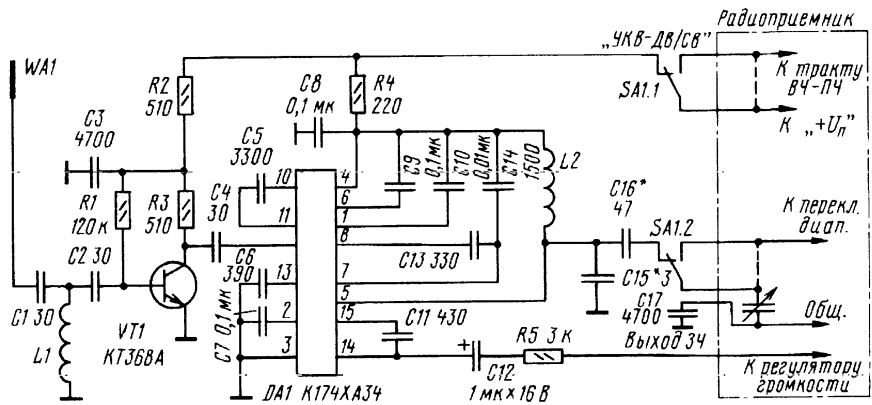 Радиоприемник
„УКВ-ДВ/СВ"
WA1
R2
510
C8
0,1 мк
R4
220
SA1.1
К тракту
ВЧ-ПЧ
К „+Uп"
C3
4700
C5
3300
C9
0,1 мк
C10
0,01 мк
C14
1500
L2
R1
120 к
R3
510
C4
30
10
11
4
6
1
8
C16*
47
SA1.2
К перекл.
диап.
C2 30
C6
390
13
C13 330
7
5
C15*3
C1 30
L1
VT1
КТ368А
C7 0,1 мк
2
3
15
14
C11 430
C17
4700
Общ.
R5 3 к
Выход ЗЧ
C12
1 мк×16 В
+
DA1 К174ХА34
К регулятору
громкости